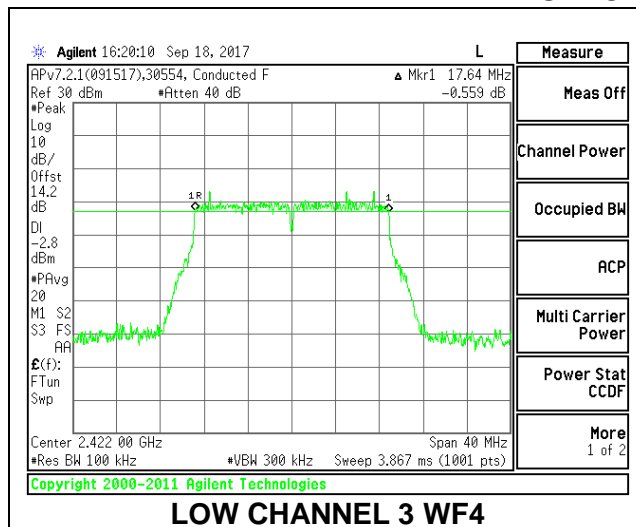 Agilent 16:20:10 Sep 18, 2017 L
Measure
APv7.2.1(091517),30554, Conducted F
Δ Mkr1 17.64 MHz
Ref 30 dBm #Atten 40 dB -0.559 dB
Meas Off
#Peak
Log
10
dB/
Offst
14.2
dB
DI
-2.8
dBm
#PAvg
20
M1 S2
S3 FS
AA
£(f):
FTun
Swp
1R
1
Channel Power
Occupied BW
ACP
Multi Carrier
Power
Power Stat
CCDF
More
1 of 2
Center 2.422 00 GHz Span 40 MHz
#Res BW 100 kHz #VBW 300 kHz Sweep 3.867 ms (1001 pts)
Copyright 2000-2011 Agilent Technologies
LOW CHANNEL 3 WF4